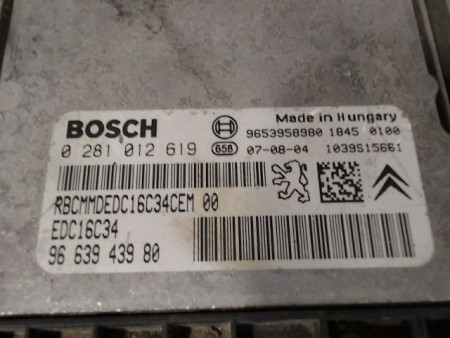 Made in Hungary
BOSCH 9653958980 1845 0100
0 281 012 619 658 07-08-04 1039S15661
RBCMMDEDC16C34CEM 00
EDC16C34
96 639 439 80